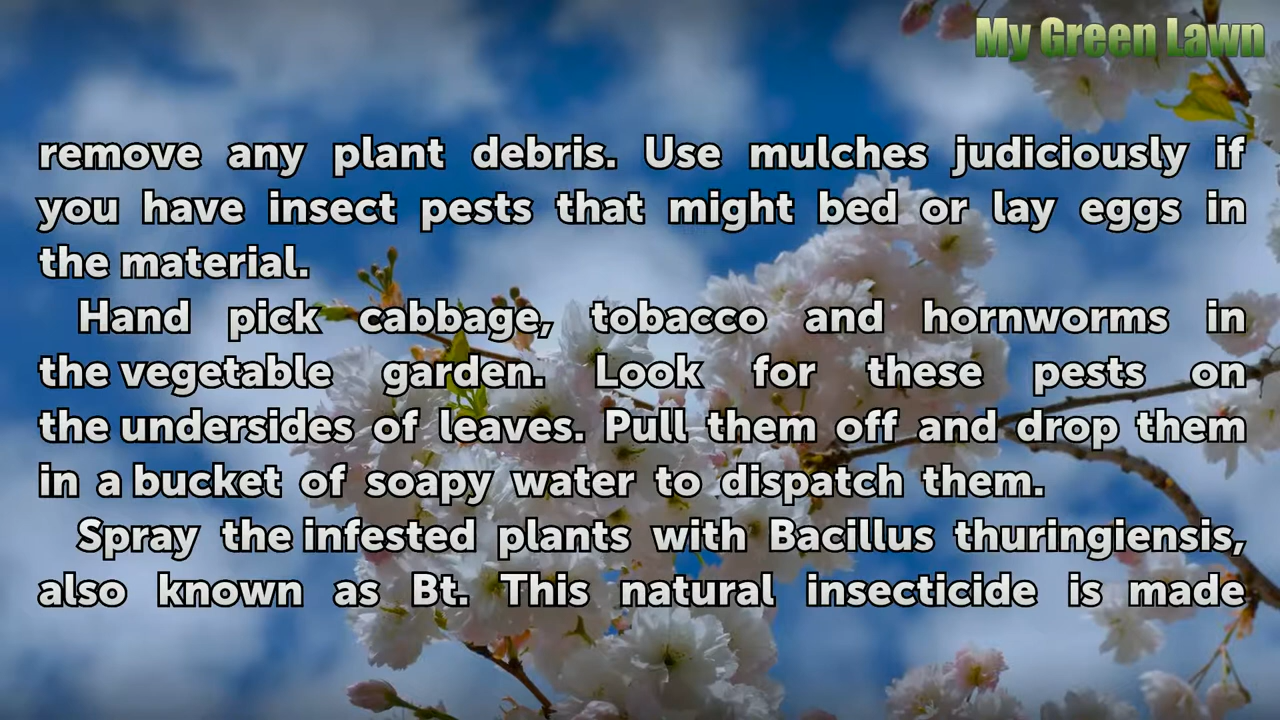 My Green Lawn
remove any plant debris. Use mulches judiciously if
you have insect pests that might bed or lay eggs in
the material.
Hand pick cabbage, tobacco and hornworms in
the vegetable garden. Look for these pests on
the undersides of leaves. Pull them off and drop them
in a bucket of soapy water to dispatch them.
Spray the infested plants with Bacillus thuringiensis,
also known as Bt. This natural insecticide is made